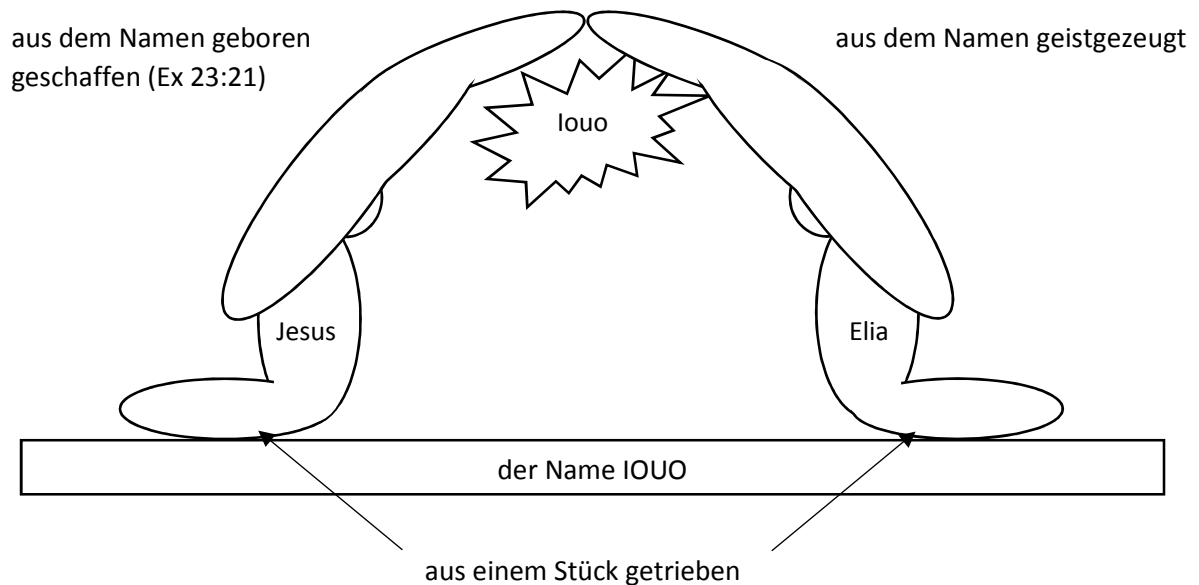 aus dem Namen geboren
geschaffen (Ex 23:21)
aus dem Namen geistgezeugt
Iouo
Jesus
Elia
der Name IOUO
aus einem Stück getrieben